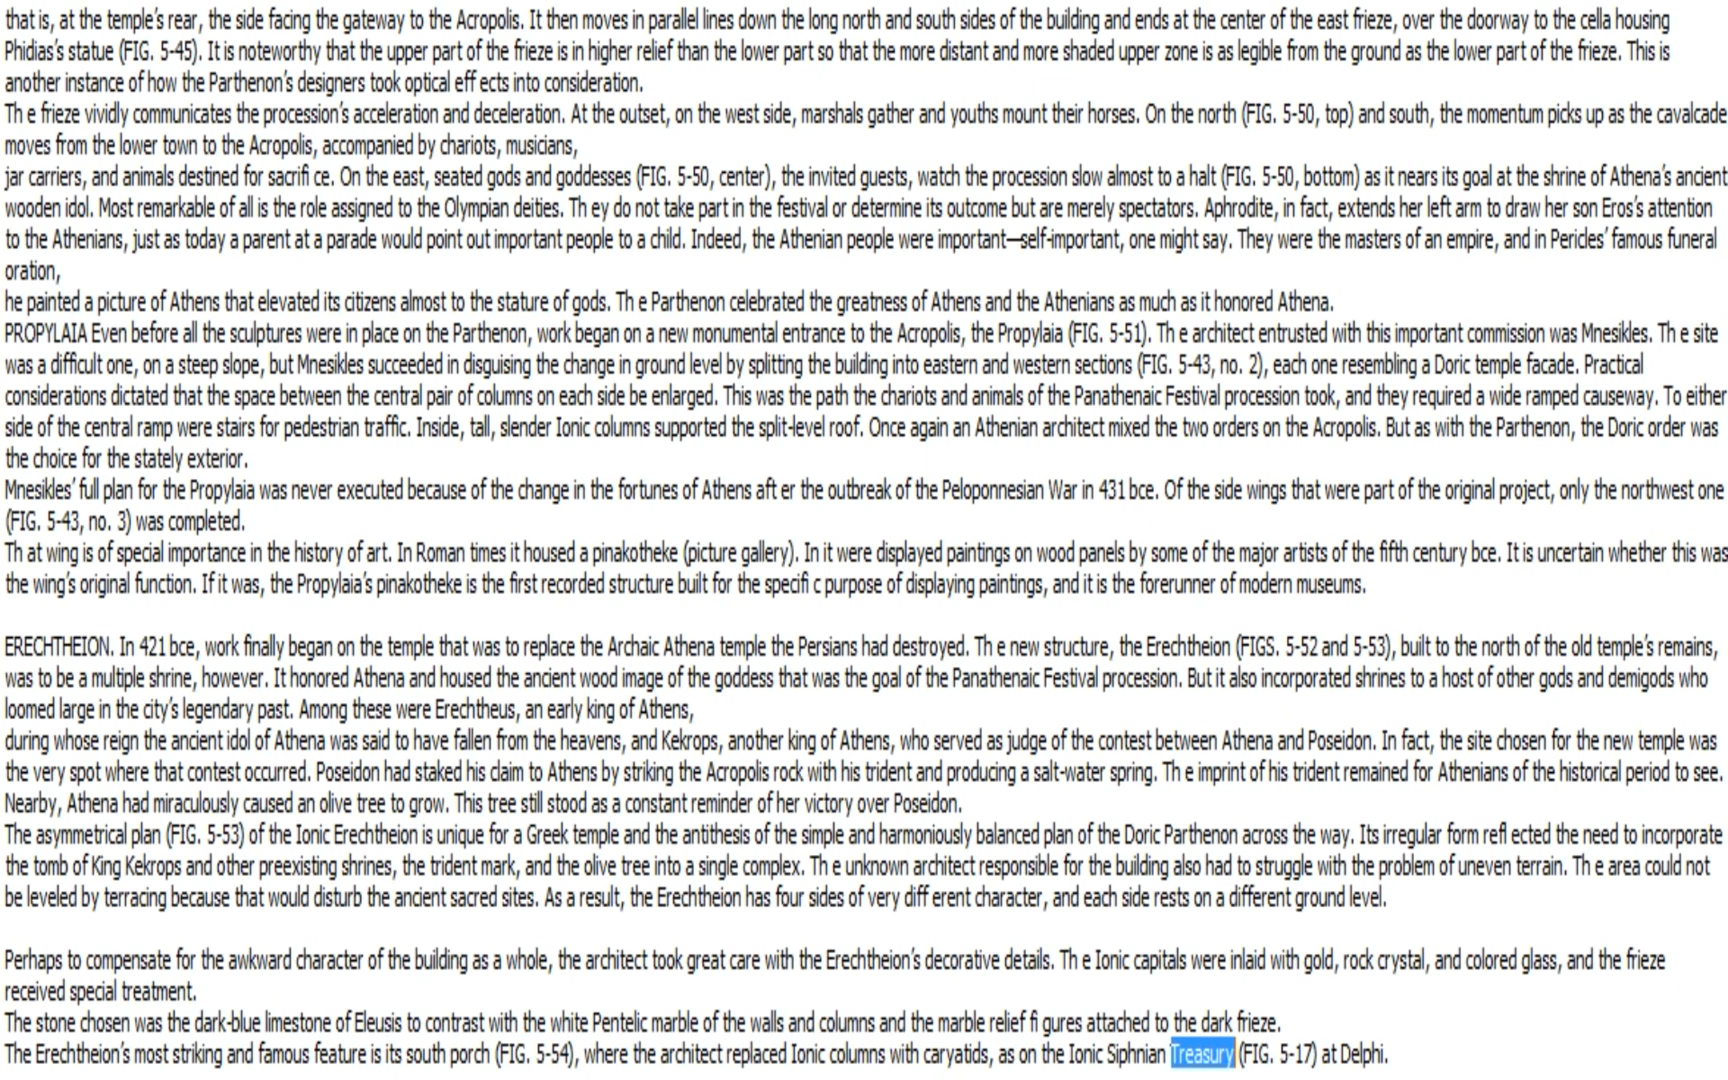 that is, at the temple's rear, the side facing the gateway to the Acropolis. It then moves in parallel lines down the long north and south sides of the building and ends at the center of the east frieze, over the doorway to the cella housing
Phidias's statue (FIG. 5-45). It is noteworthy that the upper part of the frieze is in higher relief than the lower part so that the more distant and more shaded upper zone is as legible from the ground as the lower part of the frieze. This is
another instance of how the Parthenon's designers took optical eff ects into consideration.
Th e frieze vividly communicates the procession's acceleration and deceleration. At the outset, on the west side, marshals gather and youths mount their horses. On the north (FIG. 5-50, top) and south, the momentum picks up as the cavalcade
moves from the lower town to the Acropolis, accompanied by chariots, musicians,
jar carriers, and animals destined for sacrifi ce. On the east, seated gods and goddesses (FIG. 5-50, center), the invited guests, watch the procession slow almost to a halt (FIG. 5-50, bottom) as it nears its goal at the shrine of Athena's ancient
wooden idol. Most remarkable of all is the role assigned to the Olympian deities. Th ey do not take part in the festival or determine its outcome but are merely spectators. Aphrodite, in fact, extends her left arm to draw her son Eros's attention
to the Athenians, just as today a parent at a parade would point out important people to a child. Indeed, the Athenian people were important—self-important, one might say. They were the masters of an empire, and in Pericles' famous funeral
oration,
he painted a picture of Athens that elevated its citizens almost to the stature of gods. Th e Parthenon celebrated the greatness of Athens and the Athenians as much as it honored Athena.
PROPYLAIA Even before all the sculptures were in place on the Parthenon, work began on a new monumental entrance to the Acropolis, the Propylaia (FIG. 5-51). Th e architect entrusted with this important commission was Mnesikles. Th e site
was a difficult one, on a steep slope, but Mnesikles succeeded in disguising the change in ground level by splitting the building into eastern and western sections (FIG. 5-43, no. 2), each one resembling a Doric temple facade. Practical
considerations dictated that the space between the central pair of columns on each side be enlarged. This was the path the chariots and animals of the Panathenaic Festival procession took, and they required a wide ramped causeway. To either
side of the central ramp were stairs for pedestrian traffic. Inside, tall, slender Ionic columns supported the split-level roof. Once again an Athenian architect mixed the two orders on the Acropolis. But as with the Parthenon, the Doric order was
the choice for the stately exterior.
Mnesikles' full plan for the Propylaia was never executed because of the change in the fortunes of Athens aft er the outbreak of the Peloponnesian War in 431 bce. Of the side wings that were part of the original project, only the northwest one
(FIG. 5-43, no. 3) was completed.
Th at wing is of special importance in the history of art. In Roman times it housed a pinakotheke (picture gallery). In it were displayed paintings on wood panels by some of the major artists of the fifth century bce. It is uncertain whether this was
the wing's original function. If it was, the Propylaia's pinakotheke is the first recorded structure built for the specifi c purpose of displaying paintings, and it is the forerunner of modern museums.
ERECHTHEION. In 421 bce, work finally began on the temple that was to replace the Archaic Athena temple the Persians had destroyed. Th e new structure, the Erechtheion (FIGS. 5-52 and 5-53), built to the north of the old temple's remains,
was to be a multiple shrine, however. It honored Athena and housed the ancient wood image of the goddess that was the goal of the Panathenaic Festival procession. But it also incorporated shrines to a host of other gods and demigods who
loomed large in the city's legendary past. Among these were Erechtheus, an early king of Athens,
during whose reign the ancient idol of Athena was said to have fallen from the heavens, and Kekrops, another king of Athens, who served as judge of the contest between Athena and Poseidon. In fact, the site chosen for the new temple was
the very spot where that contest occurred. Poseidon had staked his claim to Athens by striking the Acropolis rock with his trident and producing a salt-water spring. Th e imprint of his trident remained for Athenians of the historical period to see.
Nearby, Athena had miraculously caused an olive tree to grow. This tree still stood as a constant reminder of her victory over Poseidon.
The asymmetrical plan (FIG. 5-53) of the Ionic Erechtheion is unique for a Greek temple and the antithesis of the simple and harmoniously balanced plan of the Doric Parthenon across the way. Its irregular form refl ected the need to incorporate
the tomb of King Kekrops and other preexisting shrines, the trident mark, and the olive tree into a single complex. Th e unknown architect responsible for the building also had to struggle with the problem of uneven terrain. Th e area could not
be leveled by terracing because that would disturb the ancient sacred sites. As a result, the Erechtheion has four sides of very diff erent character, and each side rests on a different ground level.
Perhaps to compensate for the awkward character of the building as a whole, the architect took great care with the Erechtheion's decorative details. Th e Ionic capitals were inlaid with gold, rock crystal, and colored glass, and the frieze
received special treatment.
The stone chosen was the dark-blue limestone of Eleusis to contrast with the white Pentelic marble of the walls and columns and the marble relief fi gures attached to the dark frieze.
The Erechtheion's most striking and famous feature is its south porch (FIG. 5-54), where the architect replaced Ionic columns with caryatids, as on the Ionic Siphnian Treasury (FIG. 5-17) at Delphi.